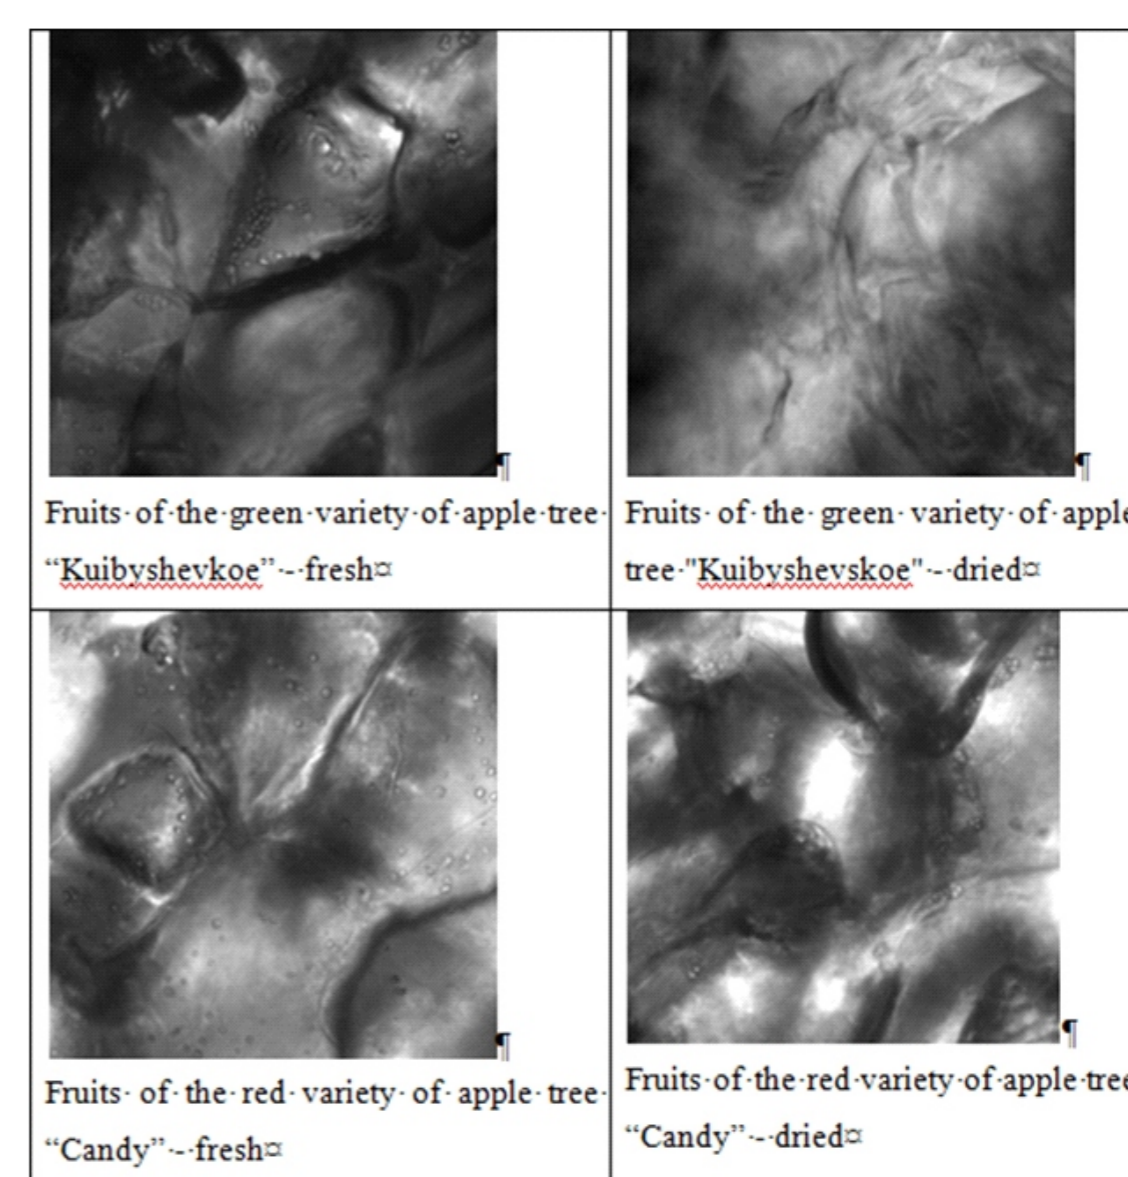 Fruits of the green variety of apple tree
“Kuibyshevkoe” - fresh
Fruits of the green variety of apple
tree "Kuibyshevskoe" - dried
Fruits of the red variety of apple tree
“Candy” - fresh
Fruits of the red variety of apple tree
“Candy” - dried